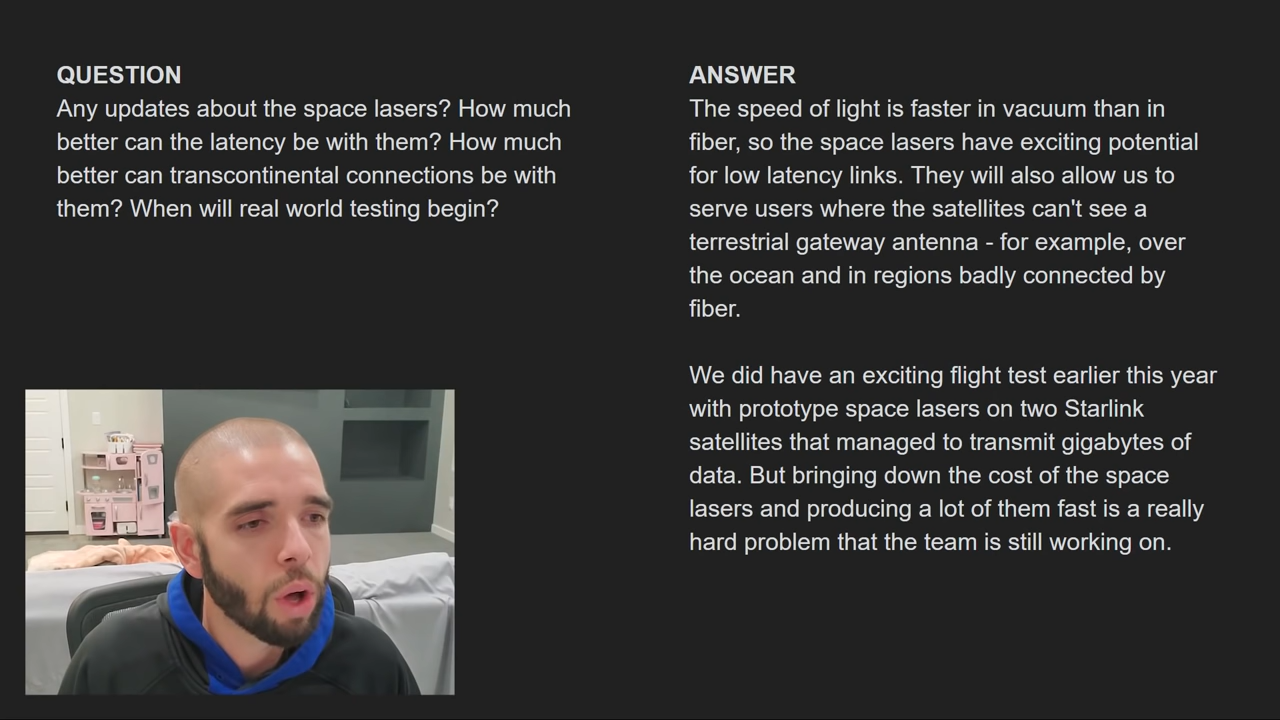 QUESTION
Any updates about the space lasers? How much
better can the latency be with them? How much
better can transcontinental connections be with
them? When will real world testing begin?
ANSWER
The speed of light is faster in vacuum than in
fiber, so the space lasers have exciting potential
for low latency links. They will also allow us to
serve users where the satellites can't see a
terrestrial gateway antenna - for example, over
the ocean and in regions badly connected by
fiber.
We did have an exciting flight test earlier this year
with prototype space lasers on two Starlink
satellites that managed to transmit gigabytes of
data. But bringing down the cost of the space
lasers and producing a lot of them fast is a really
hard problem that the team is still working on.